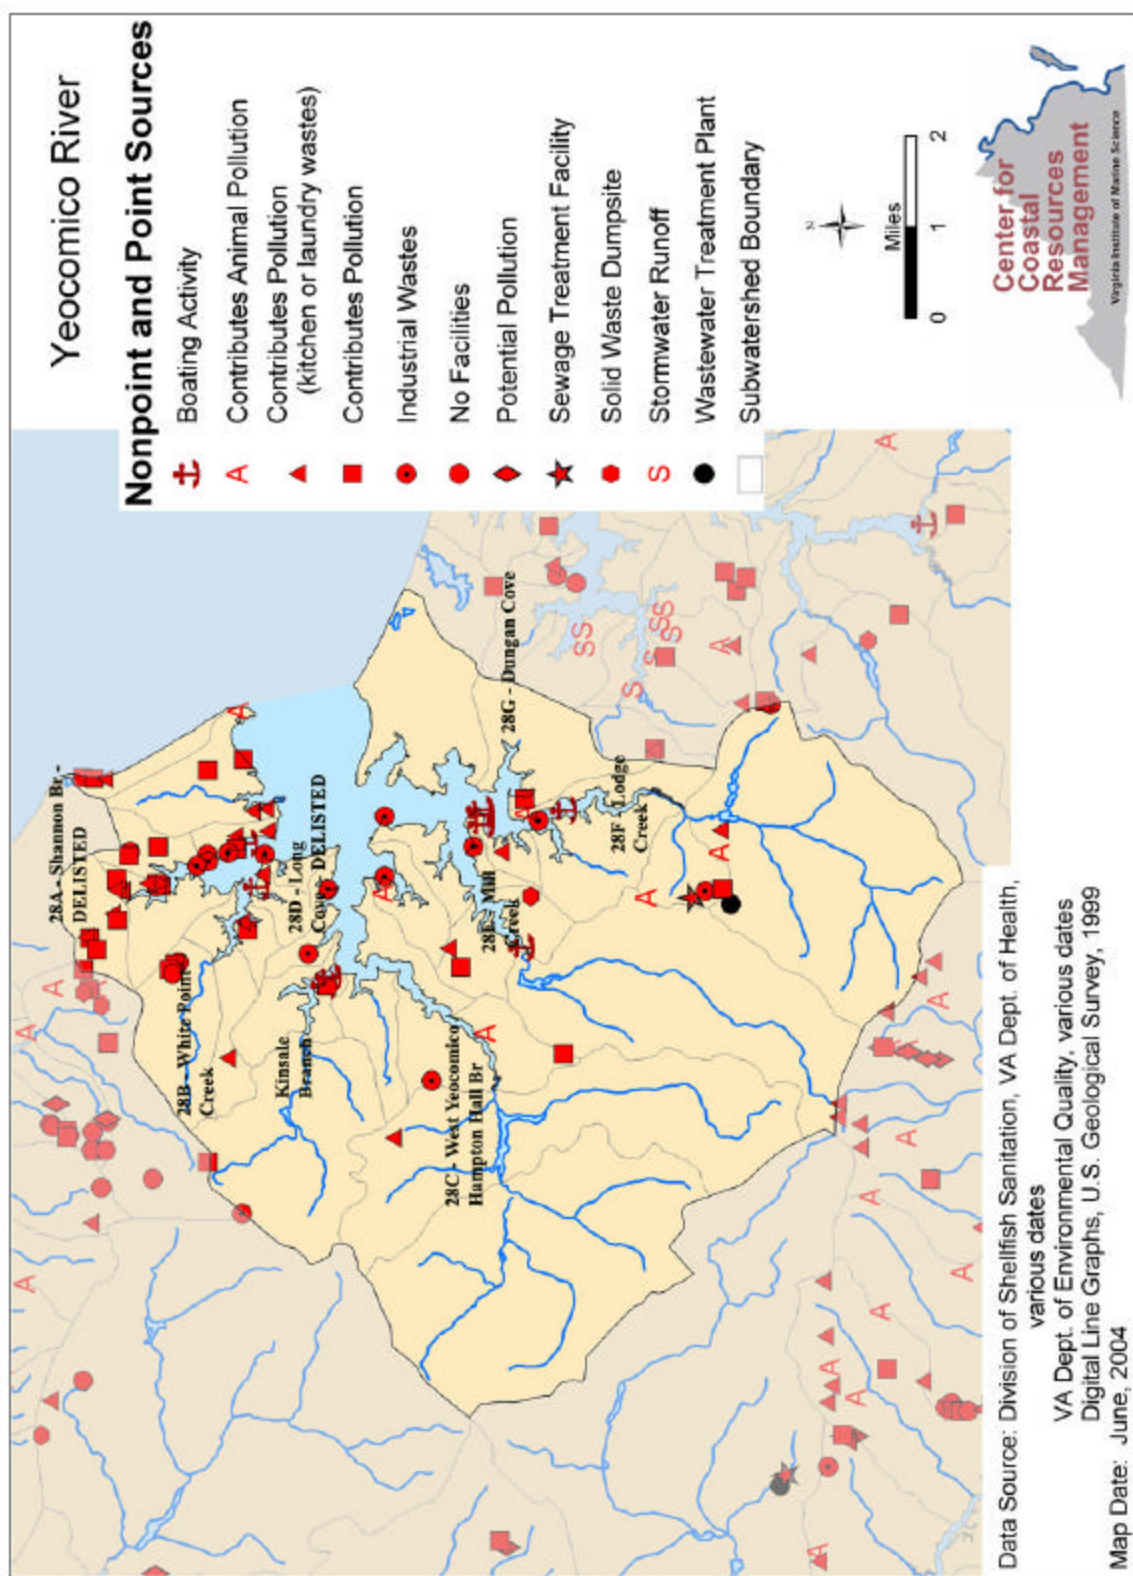 Yeocomico River
Nonpoint and Point Sources
Boating Activity
A Contributes Animal Pollution
Contributes Pollution
(kitchen or laundry wastes)
Contributes Pollution
Industrial Wastes
No Facilities
Potential Pollution
Sewage Treatment Facility
Solid Waste Dumpsite
S Stormwater Runoff
Wastewater Treatment Plant
Subwatershed Boundary
N
Miles
0 1 2
Center for
Coastal
Resources
Management
Virginia Institute of Marine Science
28A - Shannon Br. -
DELISTED
28B - White Point
Creek
28D - Long
Cove - DELISTED
Kinsale
Branch
28C - West Yeocomico
Hampton Hall Br
28E - Mill
Creek
28G - Dungan Cove
28F - Lodge
Creek
Data Source: Division of Shellfish Sanitation, VA Dept. of Health,
various dates
VA Dept. of Environmental Quality, various dates
Digital Line Graphs, U.S. Geological Survey, 1999
Map Date: June, 2004